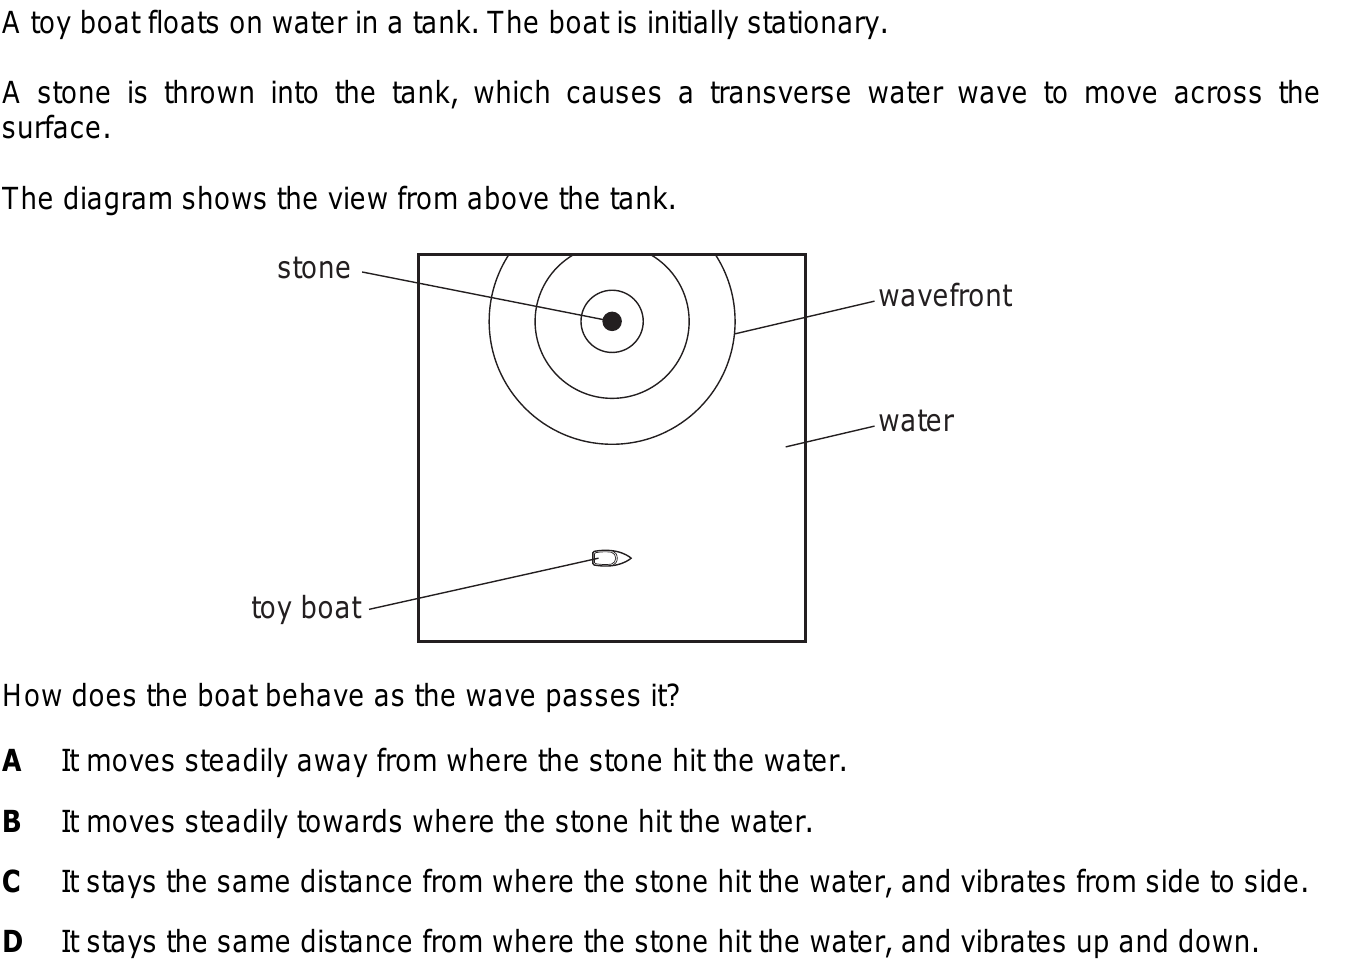 A toy boat floats on water in a tank. The boat is initially stationary.
A stone is thrown into the tank, which causes a transverse water wave to move across the
surface.
The diagram shows the view from above the tank.
stone
wavefront
water
toy boat
How does the boat behave as the wave passes it?
A It moves steadily away from where the stone hit the water.
B It moves steadily towards where the stone hit the water.
C It stays the same distance from where the stone hit the water, and vibrates from side to side.
D It stays the same distance from where the stone hit the water, and vibrates up and down.